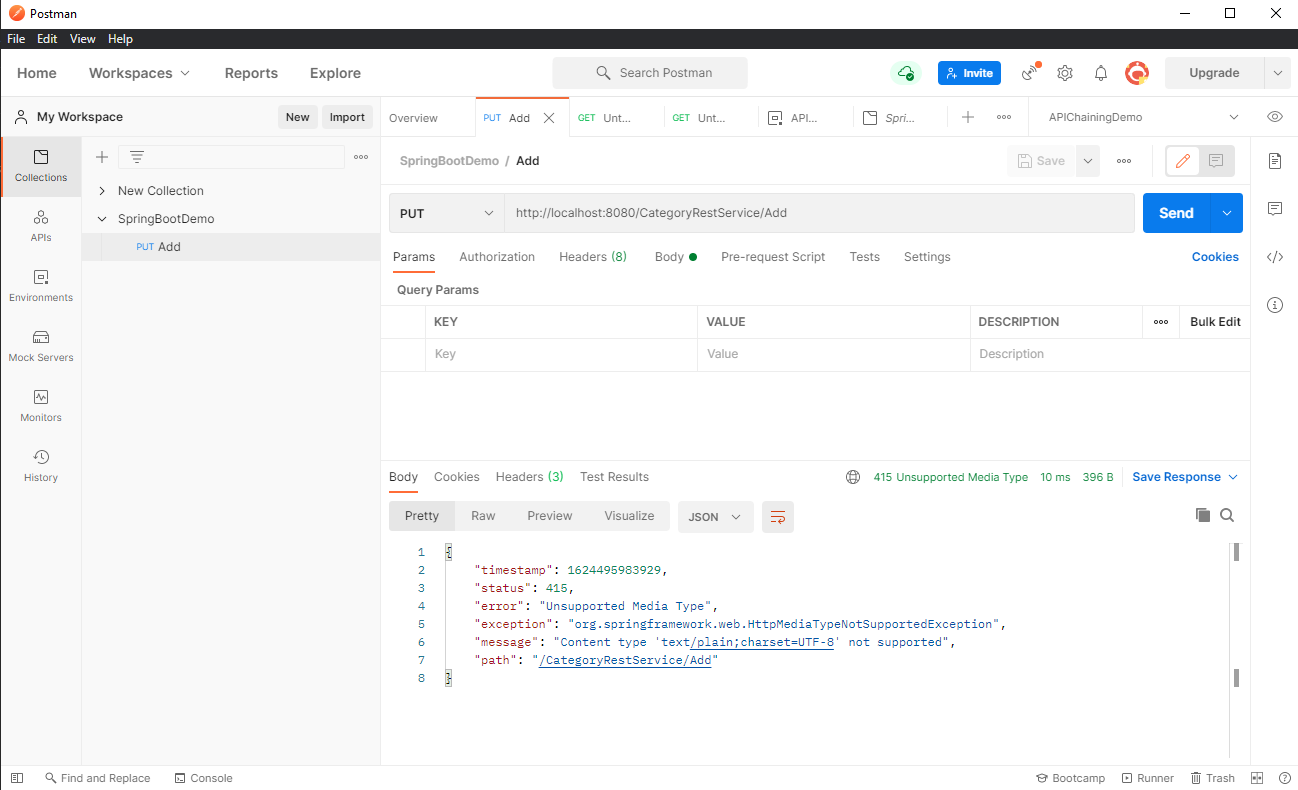 Postman
File Edit View Help
Home Workspaces Reports Explore Search Postman Invite Upgrade
My Workspace New Import Overview PUT Add GET Unt... GET Unt... API... Spri... APIChainingDemo
Collections
APIs
Environments
Mock Servers
Monitors
History
New Collection
SpringBootDemo
PUT Add
SpringBootDemo / Add Save
PUT http://localhost:8080/CategoryRestService/Add Send
Params Authorization Headers (8) Body Pre-request Script Tests Settings Cookies
Query Params
KEY VALUE DESCRIPTION Bulk Edit
Key Value Description
Body Cookies Headers (3) Test Results 415 Unsupported Media Type 10 ms 396 B Save Response
Pretty Raw Preview Visualize JSON
1 {
2 "timestamp": 1624495983929,
3 "status": 415,
4 "error": "Unsupported Media Type",
5 "exception": "org.springframework.web.HttpMediaTypeNotSupportedException",
6 "message": "Content type 'text/plain;charset=UTF-8' not supported",
7 "path": "/CategoryRestService/Add"
8 }
Find and Replace Console Bootcamp Runner Trash